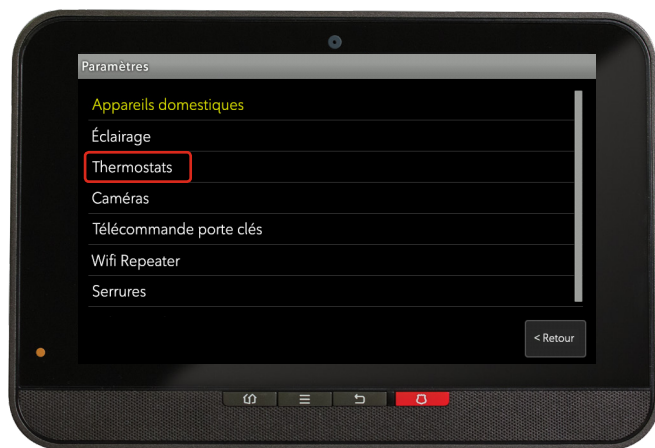 Paramètres
Appareils domestiques
Éclairage
Thermostats
Caméras
Télécommande porte clés
Wifi Repeater
Serrures
< Retour